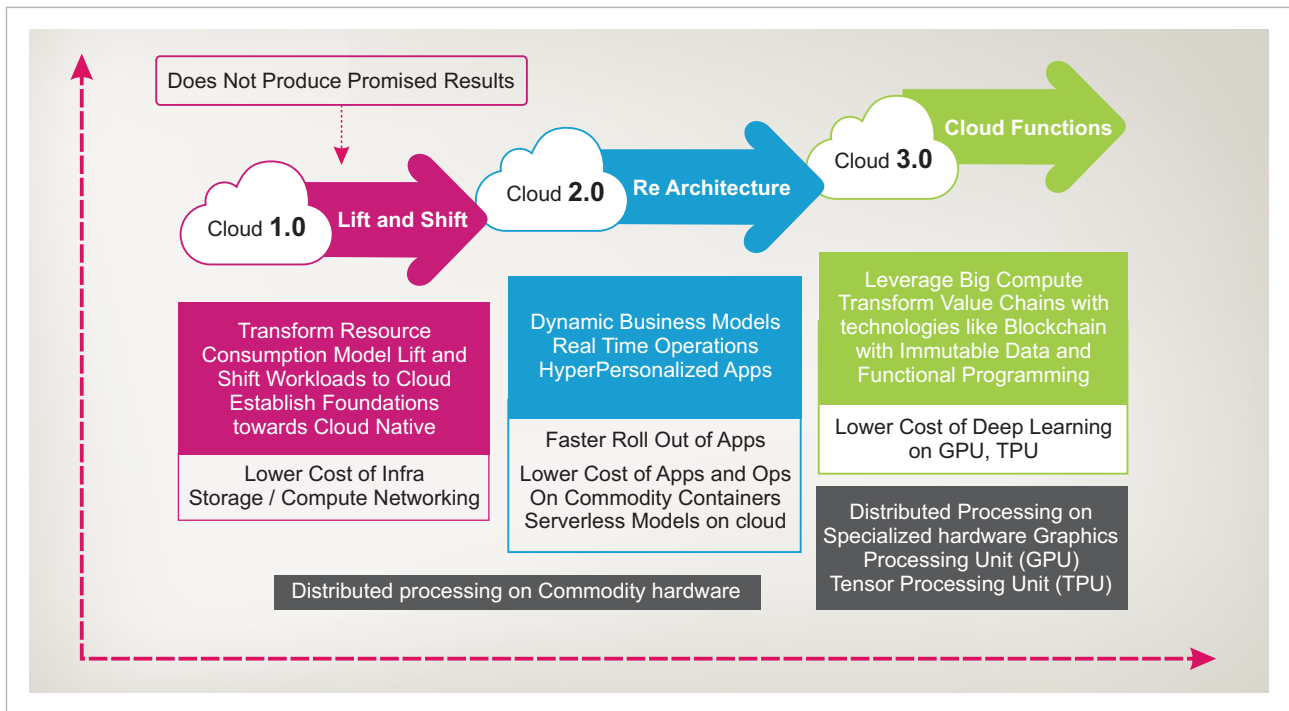 Does Not Produce Promised Results
Cloud 1.0
Lift and Shift
Cloud 2.0
Re Architecture
Cloud 3.0
Cloud Functions
Transform Resource
Consumption Model Lift and
Shift Workloads to Cloud
Establish Foundations
towards Cloud Native
Lower Cost of Infra
Storage / Compute Networking
Dynamic Business Models
Real Time Operations
HyperPersonalized Apps
Faster Roll Out of Apps
Lower Cost of Apps and Ops
On Commodity Containers
Serverless Models on cloud
Leverage Big Compute
Transform Value Chains with
technologies like Blockchain
with Immutable Data and
Functional Programming
Lower Cost of Deep Learning
on GPU, TPU
Distributed Processing on
Specialized hardware Graphics
Processing Unit (GPU)
Tensor Processing Unit (TPU)
Distributed processing on Commodity hardware